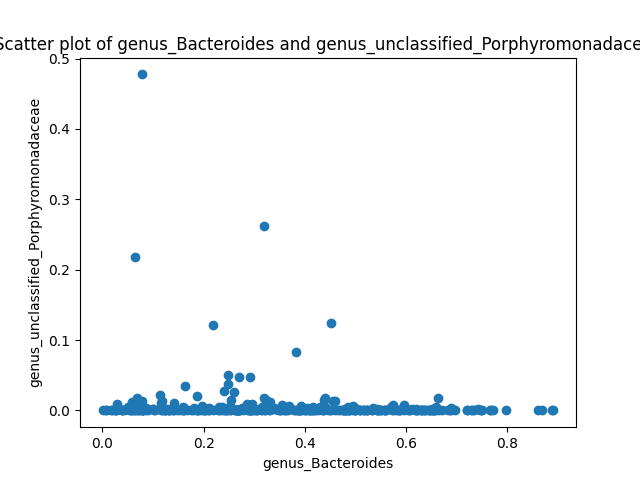 Scatter plot of genus_Bacteroides and genus_unclassified_Porphyromonadace
0.5
0.4
0.3
0.2
0.1
0.0
genus_unclassified_Porphyromonadaceae
0.0 0.2 0.4 0.6 0.8
genus_Bacteroides